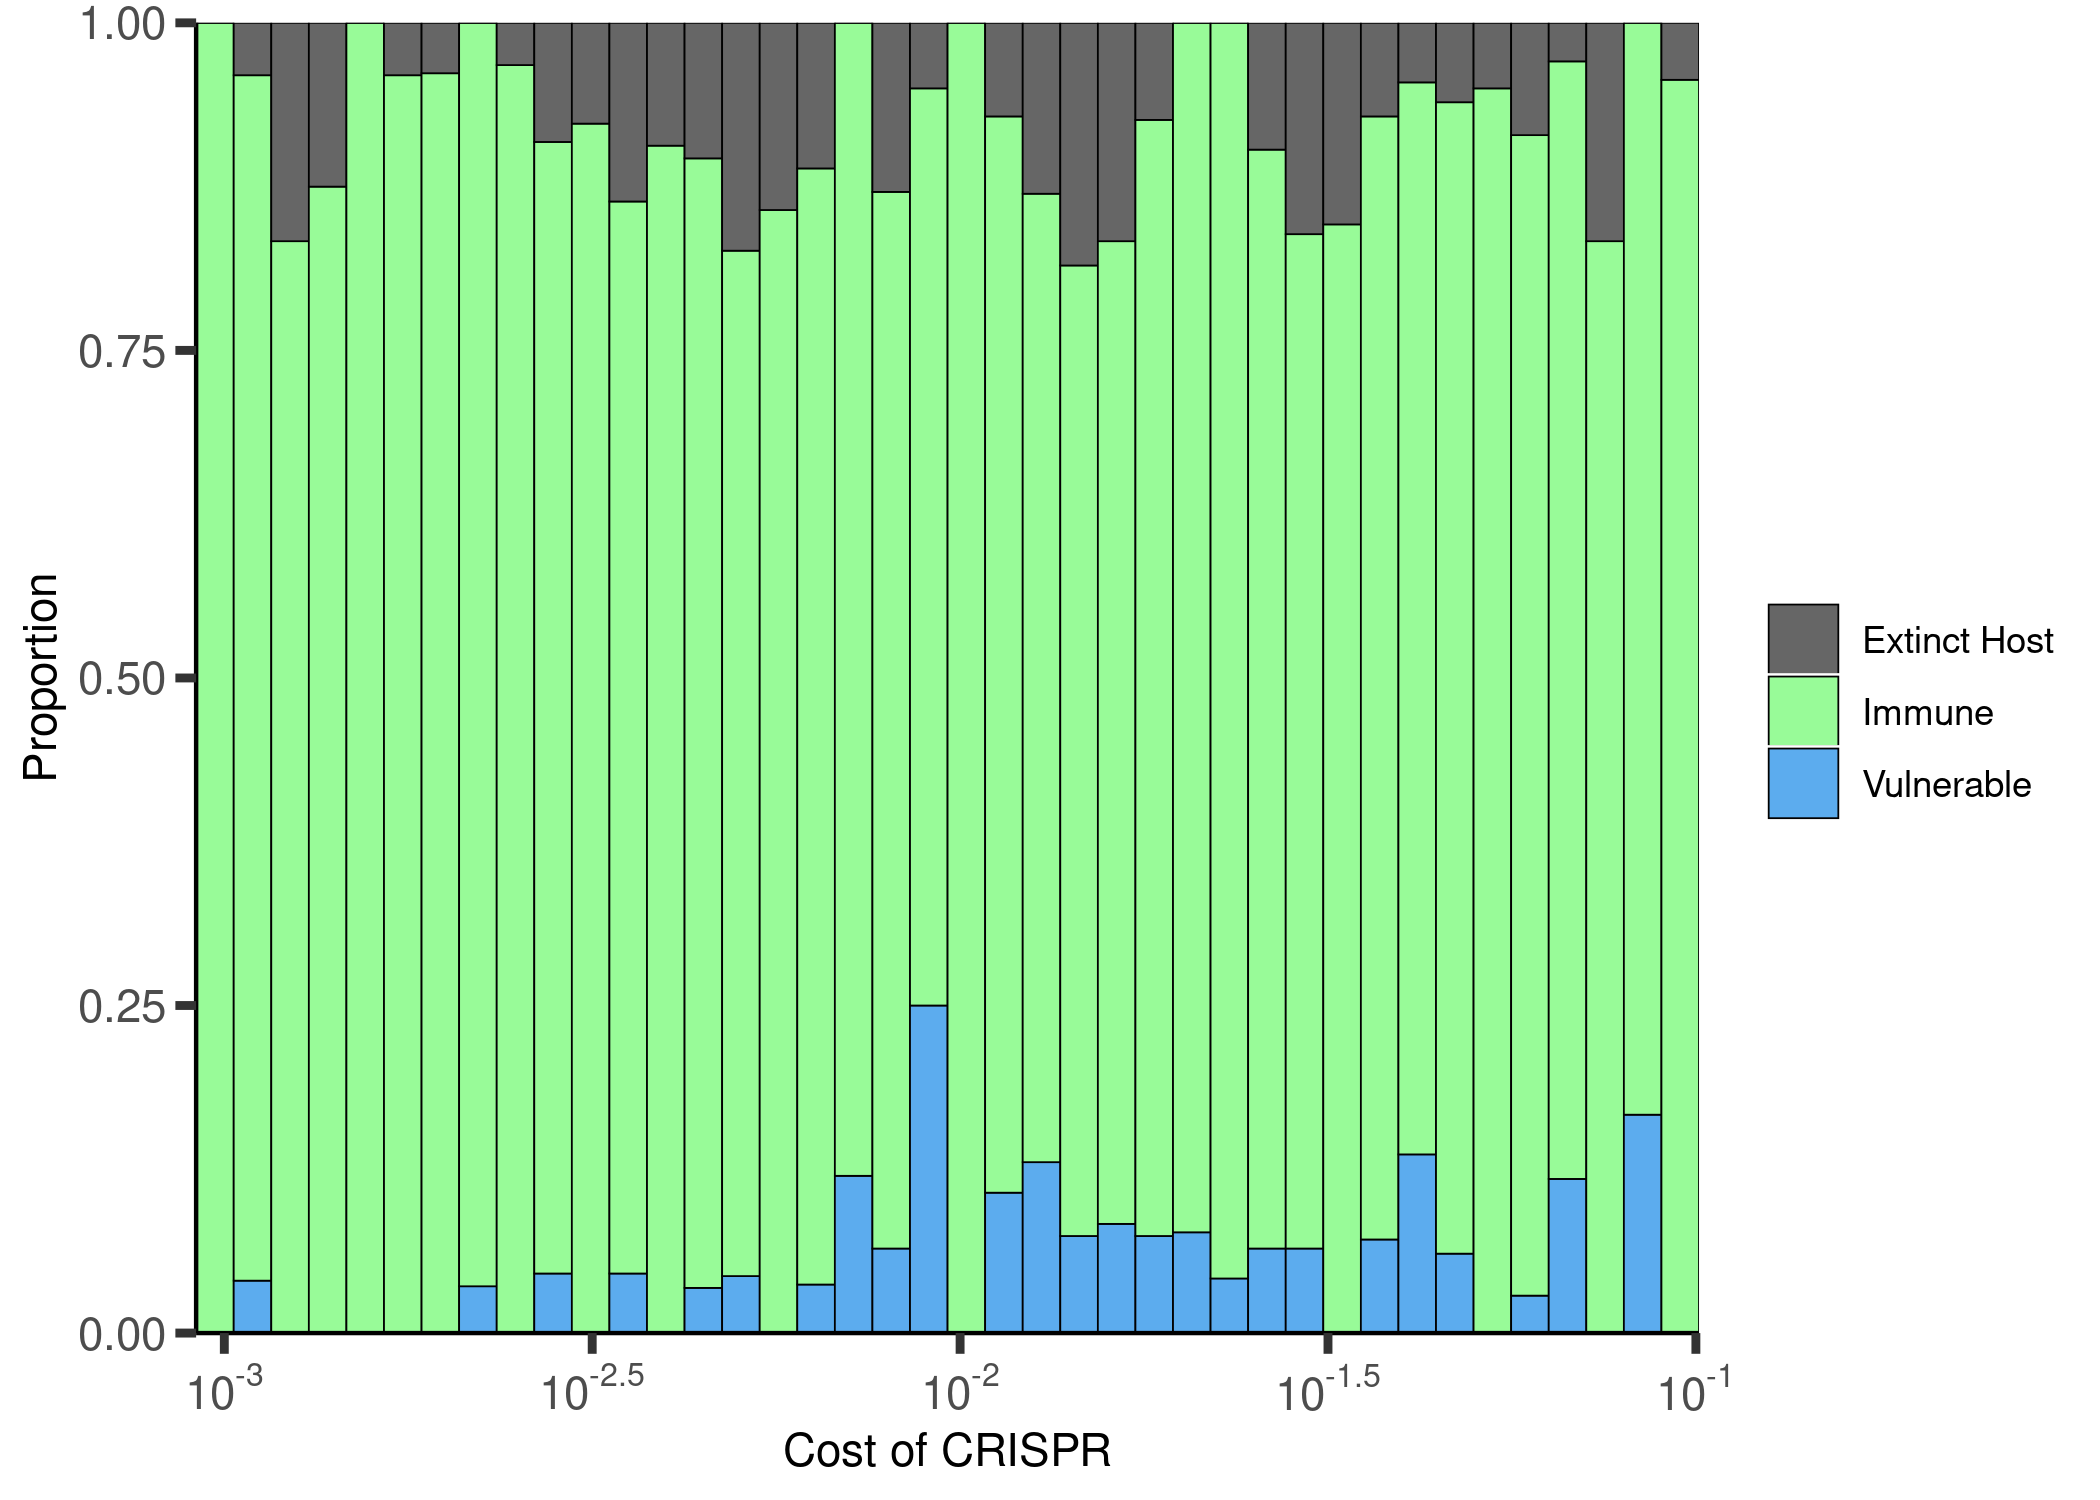 1.00
0.75
0.50
0.25
0.00
Proportion
10^-3 10^-2.5 10^-2 10^-1.5 10^-1
Cost of CRISPR
Extinct Host
Immune
Vulnerable